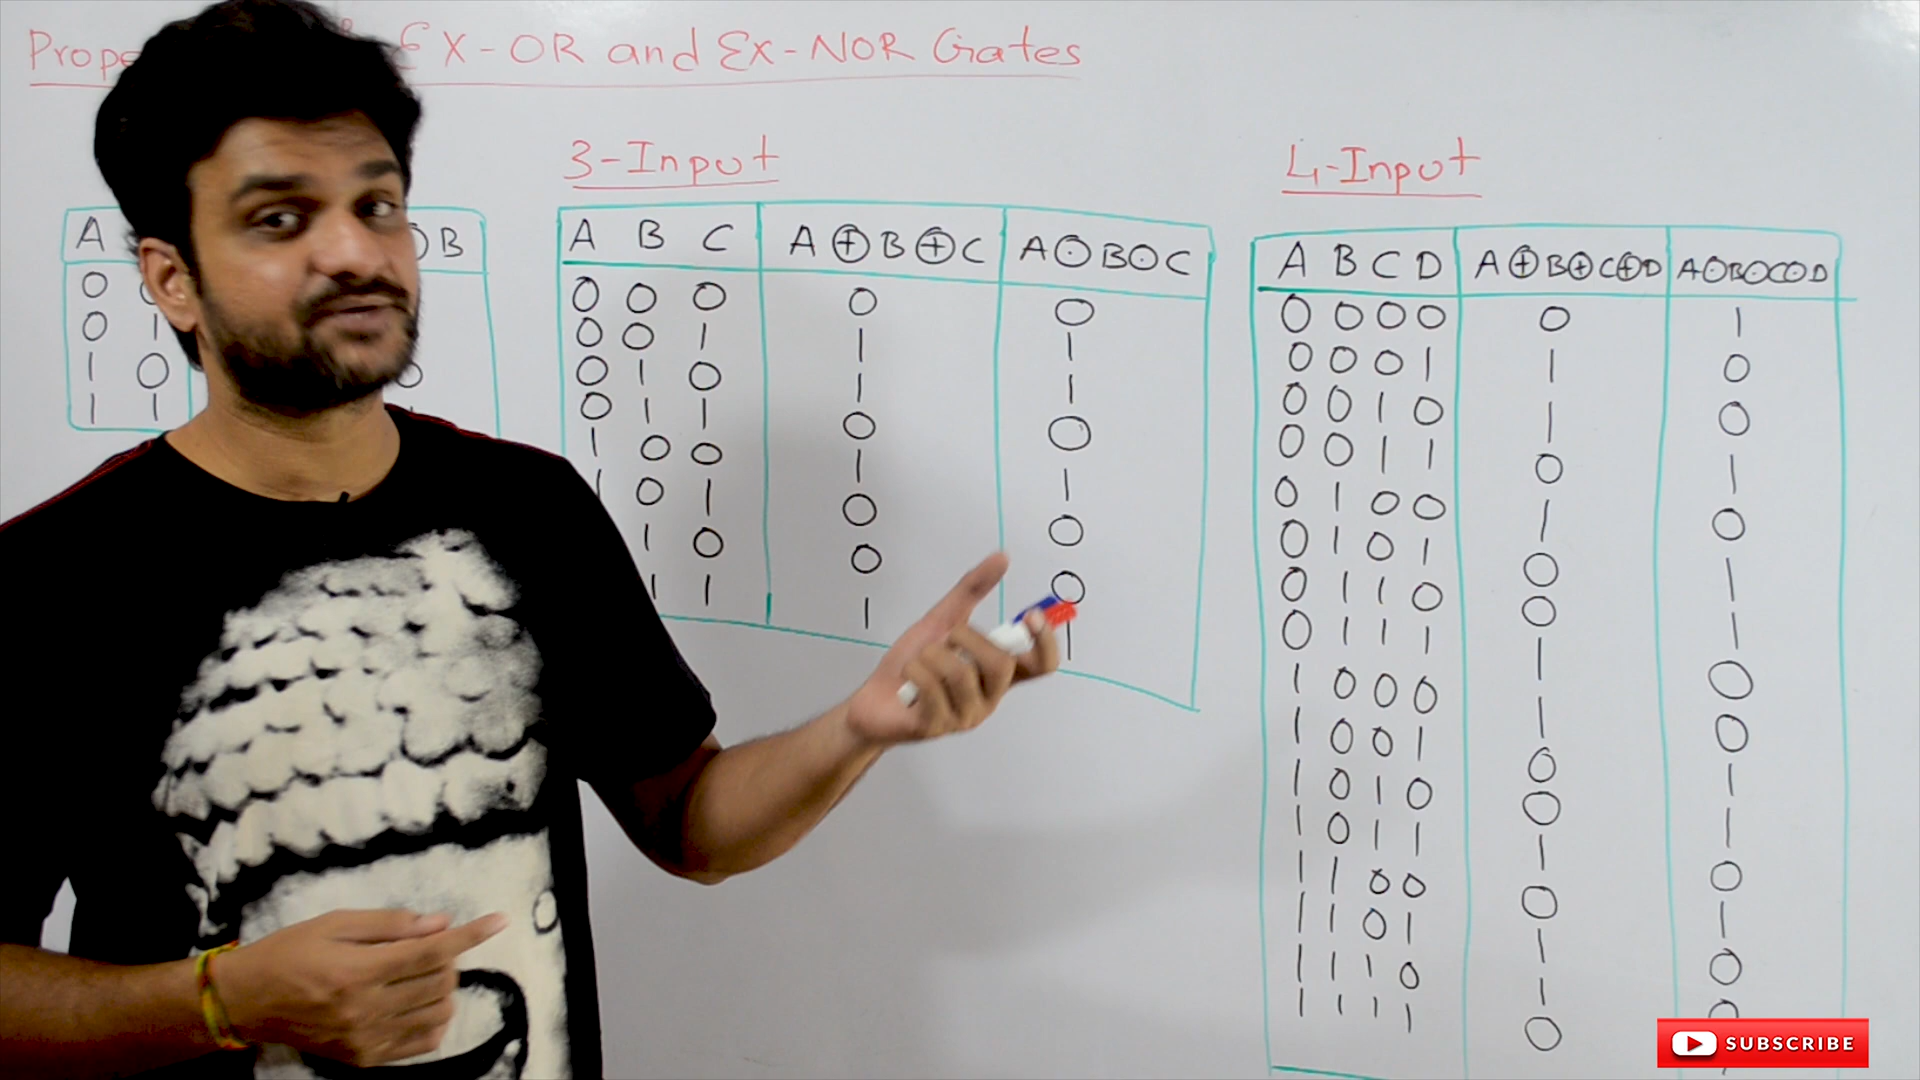 Prope EX-OR and Ex-NOR Gates
A B
0 0
0 1
1 0 0
1 1
3-Input
A B C A⊕B⊕C A⊙B⊙C
0 0 0 0 0
0 0 1 1 1
0 1 0 1 1
0 1 1 0 0
1 0 0 1 1
1 0 1 0 0
1 0 0 0
1 1 1 1
4-Input
A B C D A⊕B⊕C⊕D A⊙B⊙C⊙D
0 0 0 0 0 1
0 0 0 1 1 0
0 0 1 0 1 0
0 0 1 1 0 1
0 1 0 0 1 0
0 1 0 1 0 1
0 1 1 0 0 1
0 1 1 1 1 0
1 0 0 0 1 0
1 0 0 1 0 1
1 0 1 0 0 1
1 0 1 1 1 0
1 1 0 0 0 1
1 1 0 1 1 0
1 1 1 0 1 0
1 1 1 1 0
SUBSCRIBE